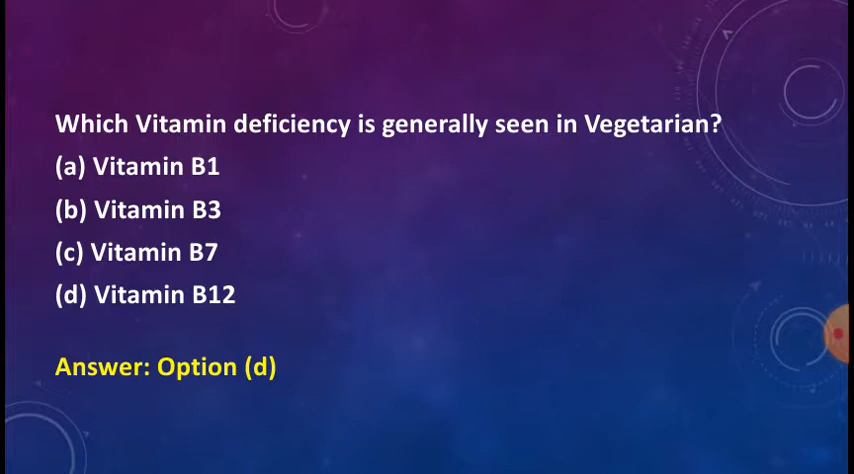 Which Vitamin deficiency is generally seen in Vegetarian?
(a) Vitamin B1
(b) Vitamin B3
(c) Vitamin B7
(d) Vitamin B12
Answer: Option (d)